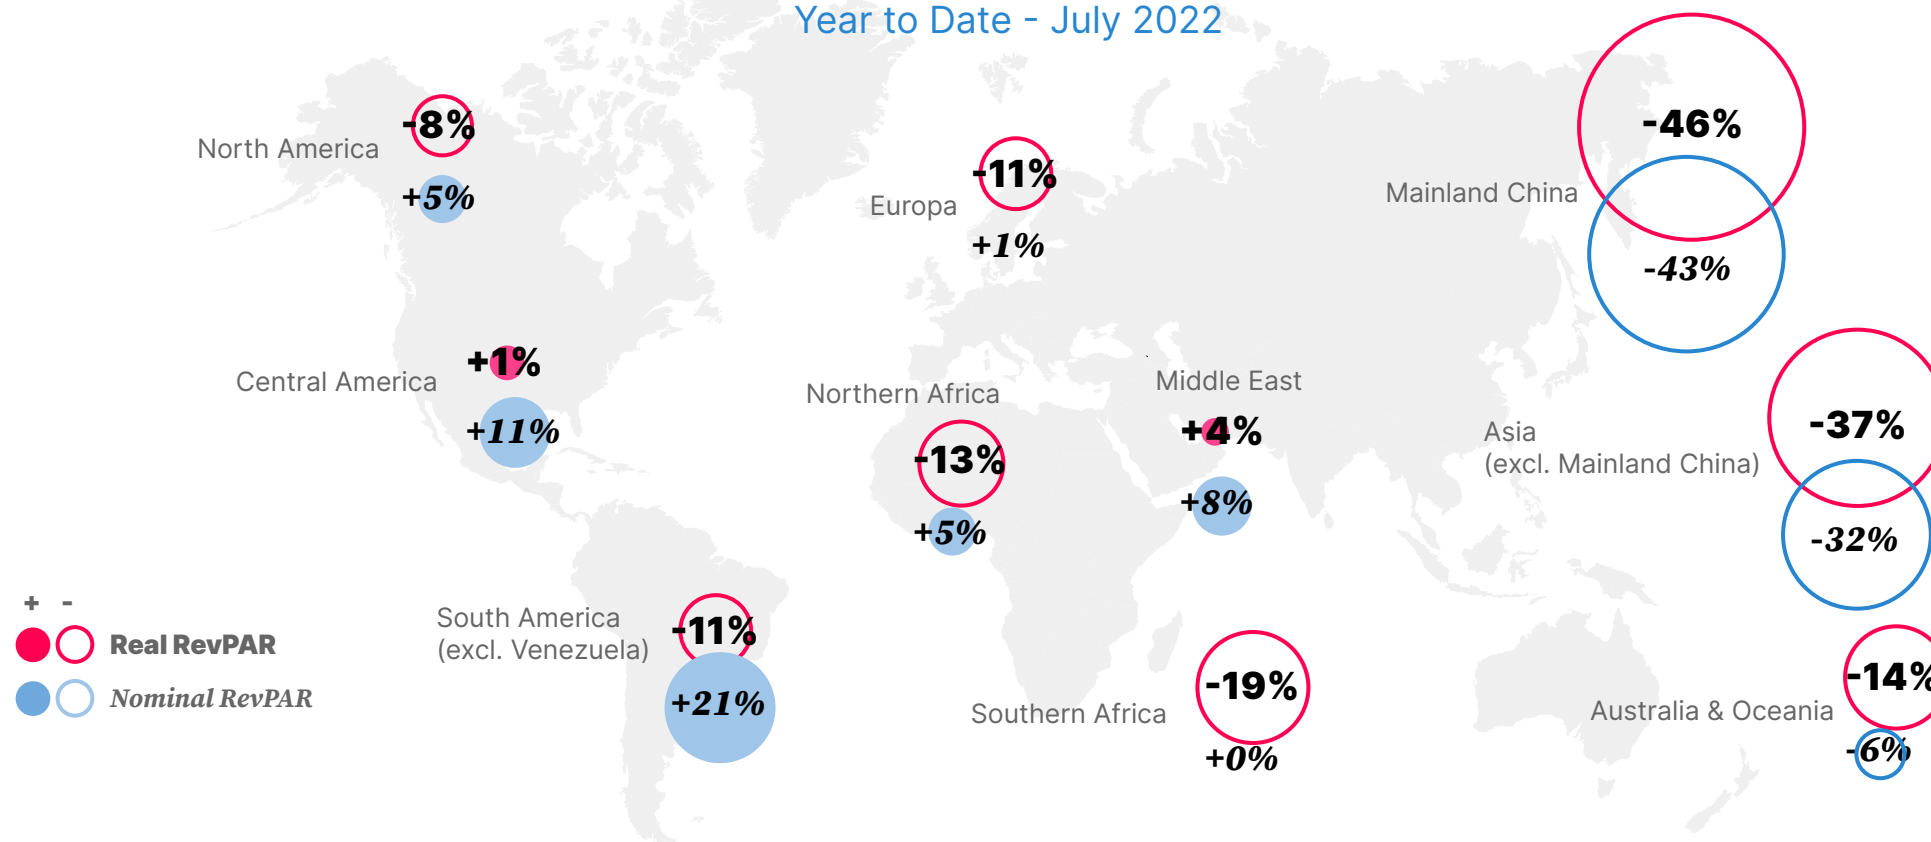 Year to Date - July 2022
North America
-8%
+5%
Europa
-11%
+1%
Mainland China
-46%
-43%
Central America
+1%
+11%
Northern Africa
-13%
+5%
Middle East
+4%
+8%
Asia
(excl. Mainland China)
-37%
-32%
South America
(excl. Venezuela)
-11%
+21%
Southern Africa
-19%
+0%
Australia & Oceania
-14%
-6%
+ -
Real RevPAR
Nominal RevPAR